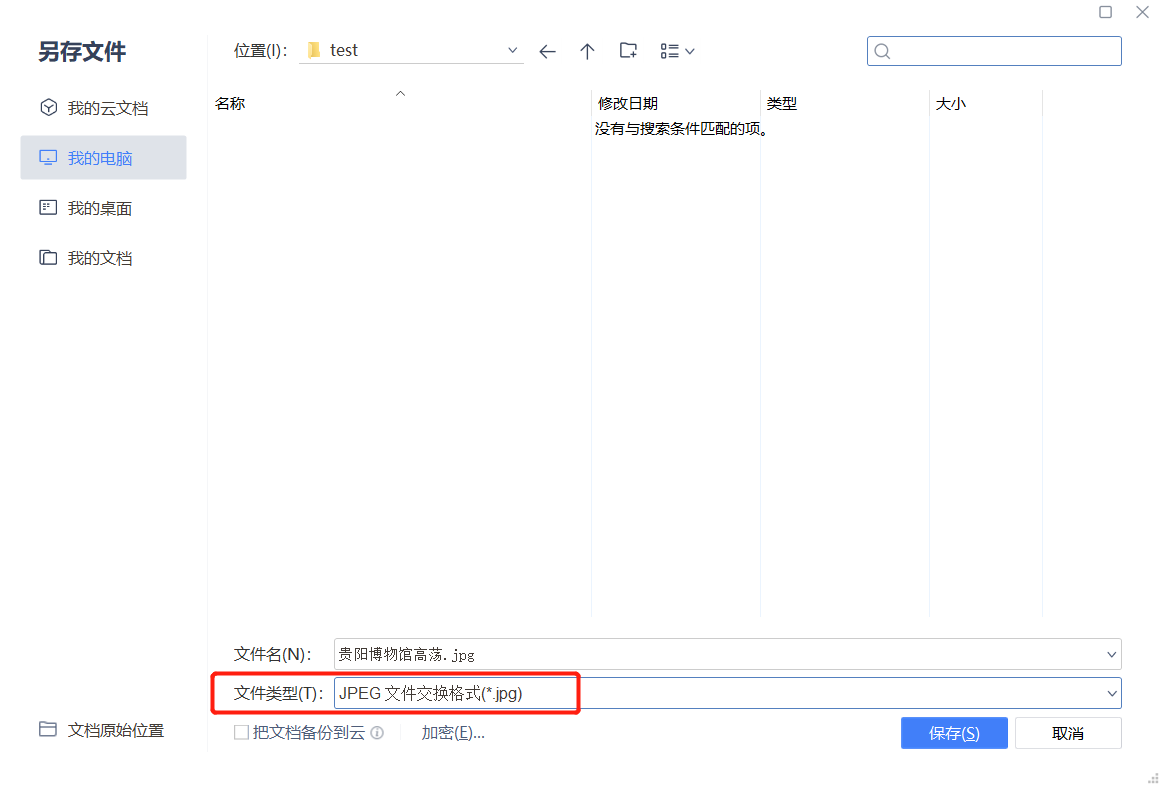 另存文件
位置(I): test
我的云文档
我的电脑
我的桌面
我的文档
文档原始位置
名称 修改日期 类型 大小
没有与搜索条件匹配的项。
文件名(N): 贵阳博物馆高荡.jpg
文件类型(T): JPEG 文件交换格式(*.jpg)
把文档备份到云 加密(E)... 保存(S) 取消